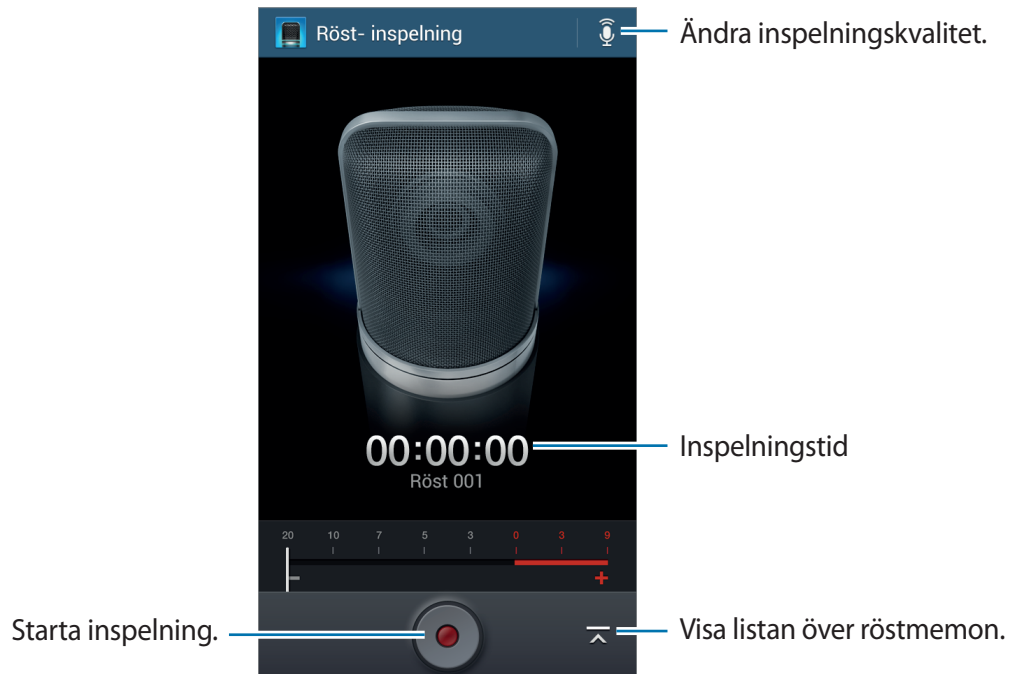 Röst- inspelning
Ändra inspelningskvalitet.
00:00:00
Inspelningstid
Röst 001
20 10 7 5 3 0 3 9
− +
Starta inspelning.
Visa listan över röstmemon.